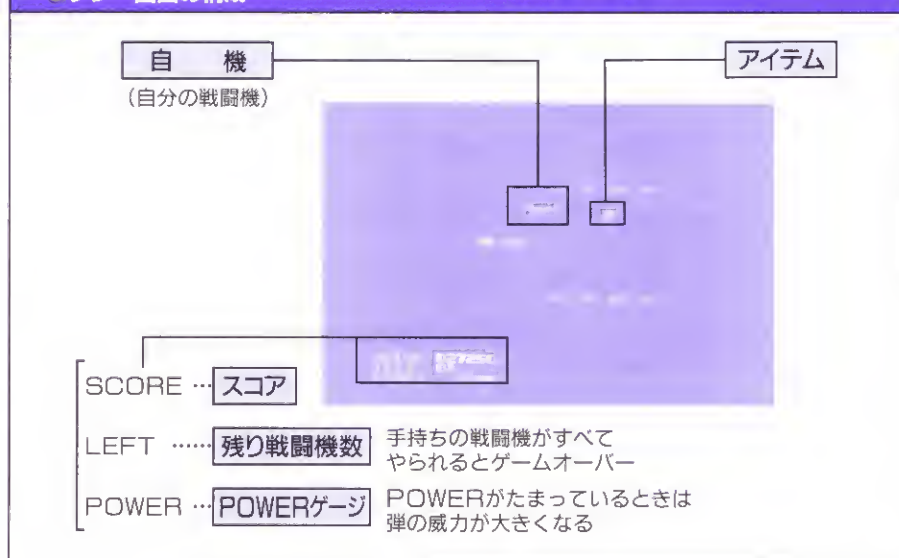 自 機
(自分の戦闘機)
アイテム
SCORE …スコア
LEFT ……残り戦闘機数 手持ちの戦闘機がすべて
やられるとゲームオーバー
POWER …POWERゲージ POWERがたまっているときは
弾の威力が大きくなる